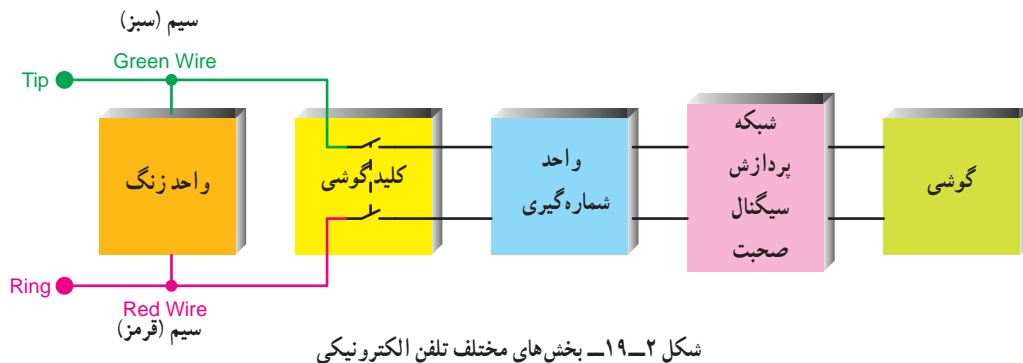 سیم (سبز)
Green Wire
Tip
واحد زنگ
کلید گوشی
واحد
شماره‌گیری
شبکه
پردازش
سیگنال
صحبت
گوشی
Ring
Red Wire
سیم (قرمز)
شکل ۲ــ۱۹ــ بخش‌های مختلف تلفن الکترونیکی